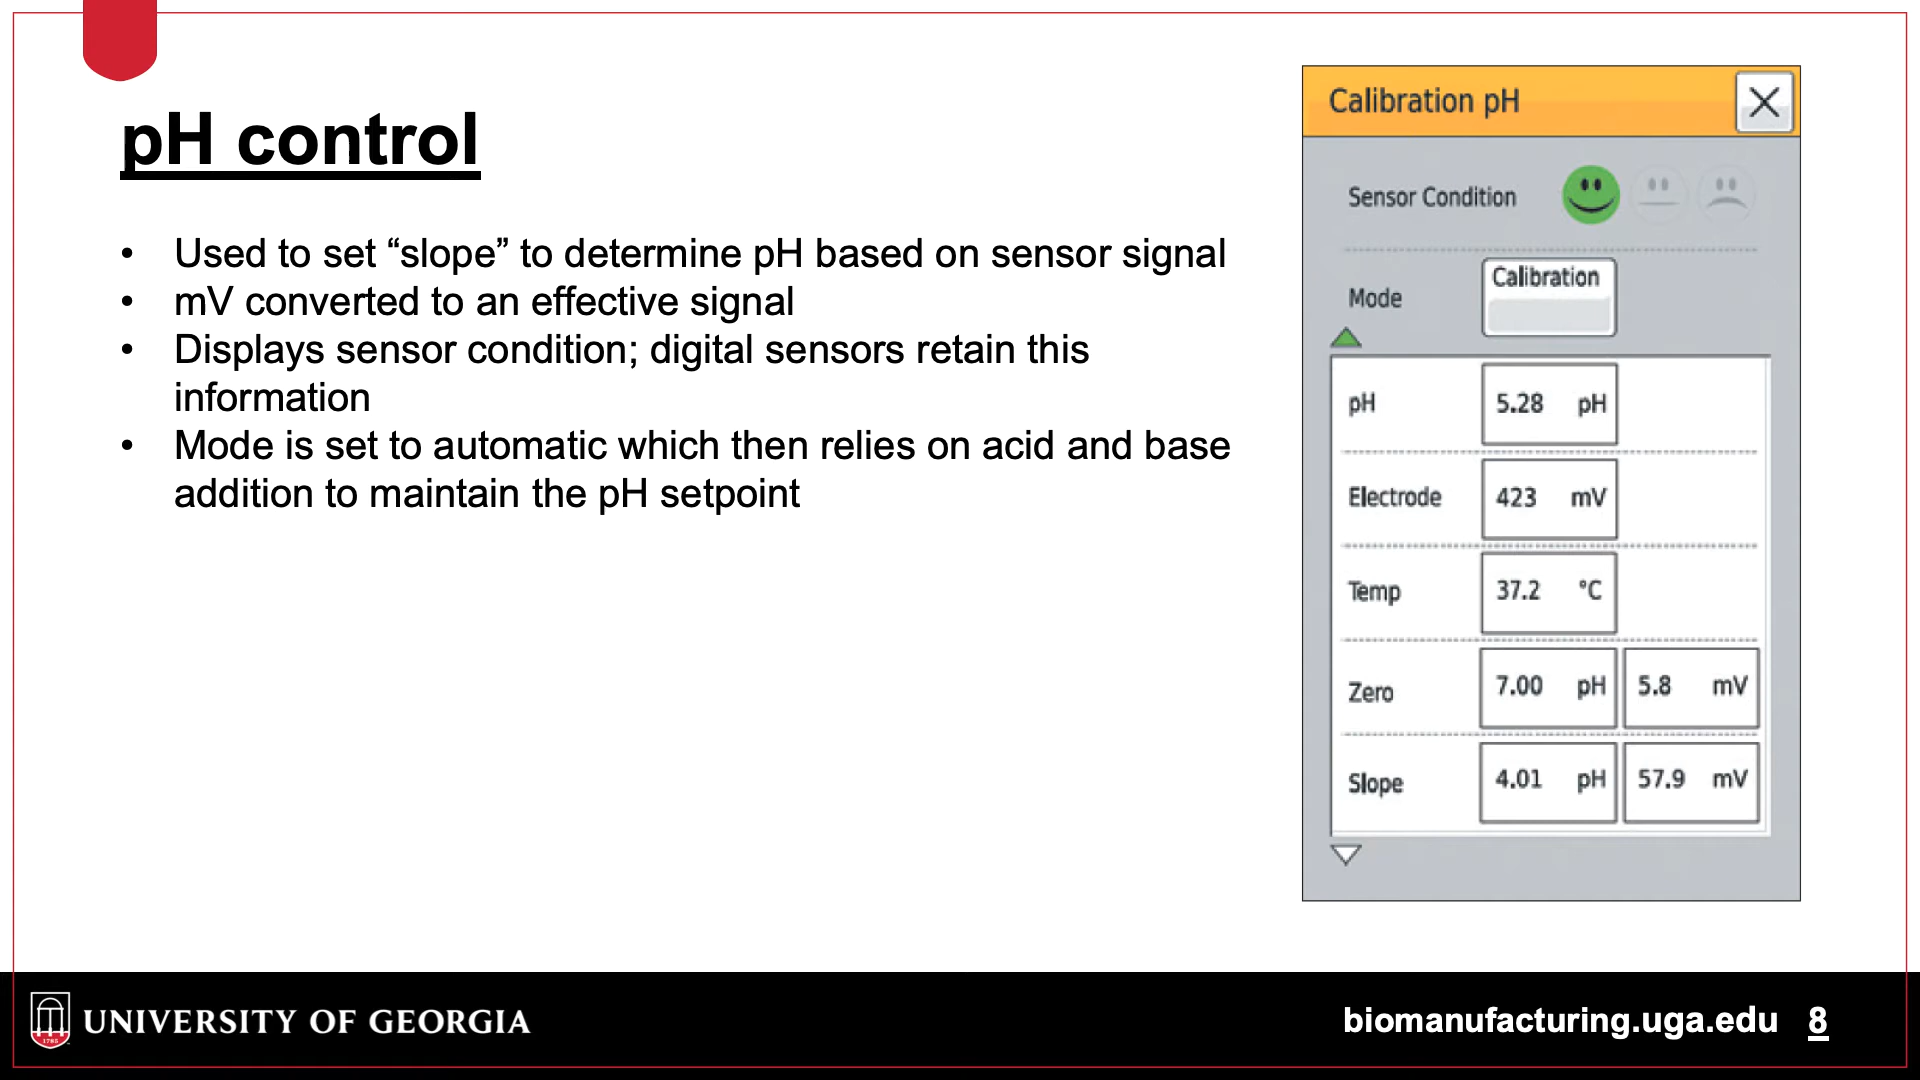 pH control
• Used to set “slope” to determine pH based on sensor signal
• mV converted to an effective signal
• Displays sensor condition; digital sensors retain this
information
• Mode is set to automatic which then relies on acid and base
addition to maintain the pH setpoint
Calibration pH
Sensor Condition
Mode Calibration
pH 5.28 pH
Electrode 423 mV
Temp 37.2 °C
Zero 7.00 pH 5.8 mV
Slope 4.01 pH 57.9 mV
1785
UNIVERSITY OF GEORGIA
biomanufacturing.uga.edu 8